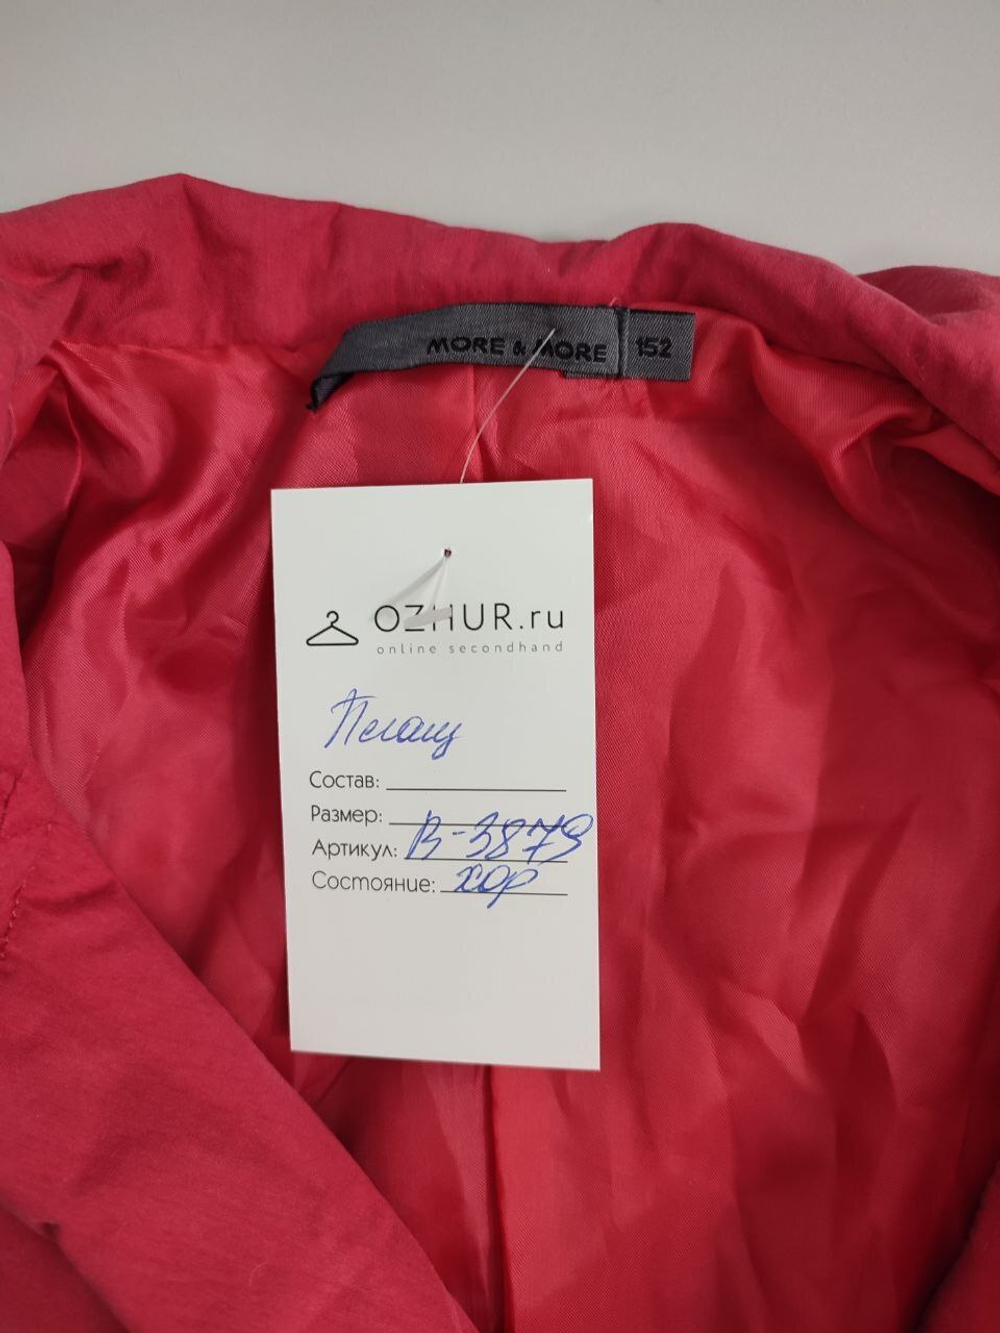 MORE & MORE 152
OZHUR.ru
online secondhand
Плащ
Состав:
Размер:
Артикул: В-3879
Состояние: хор